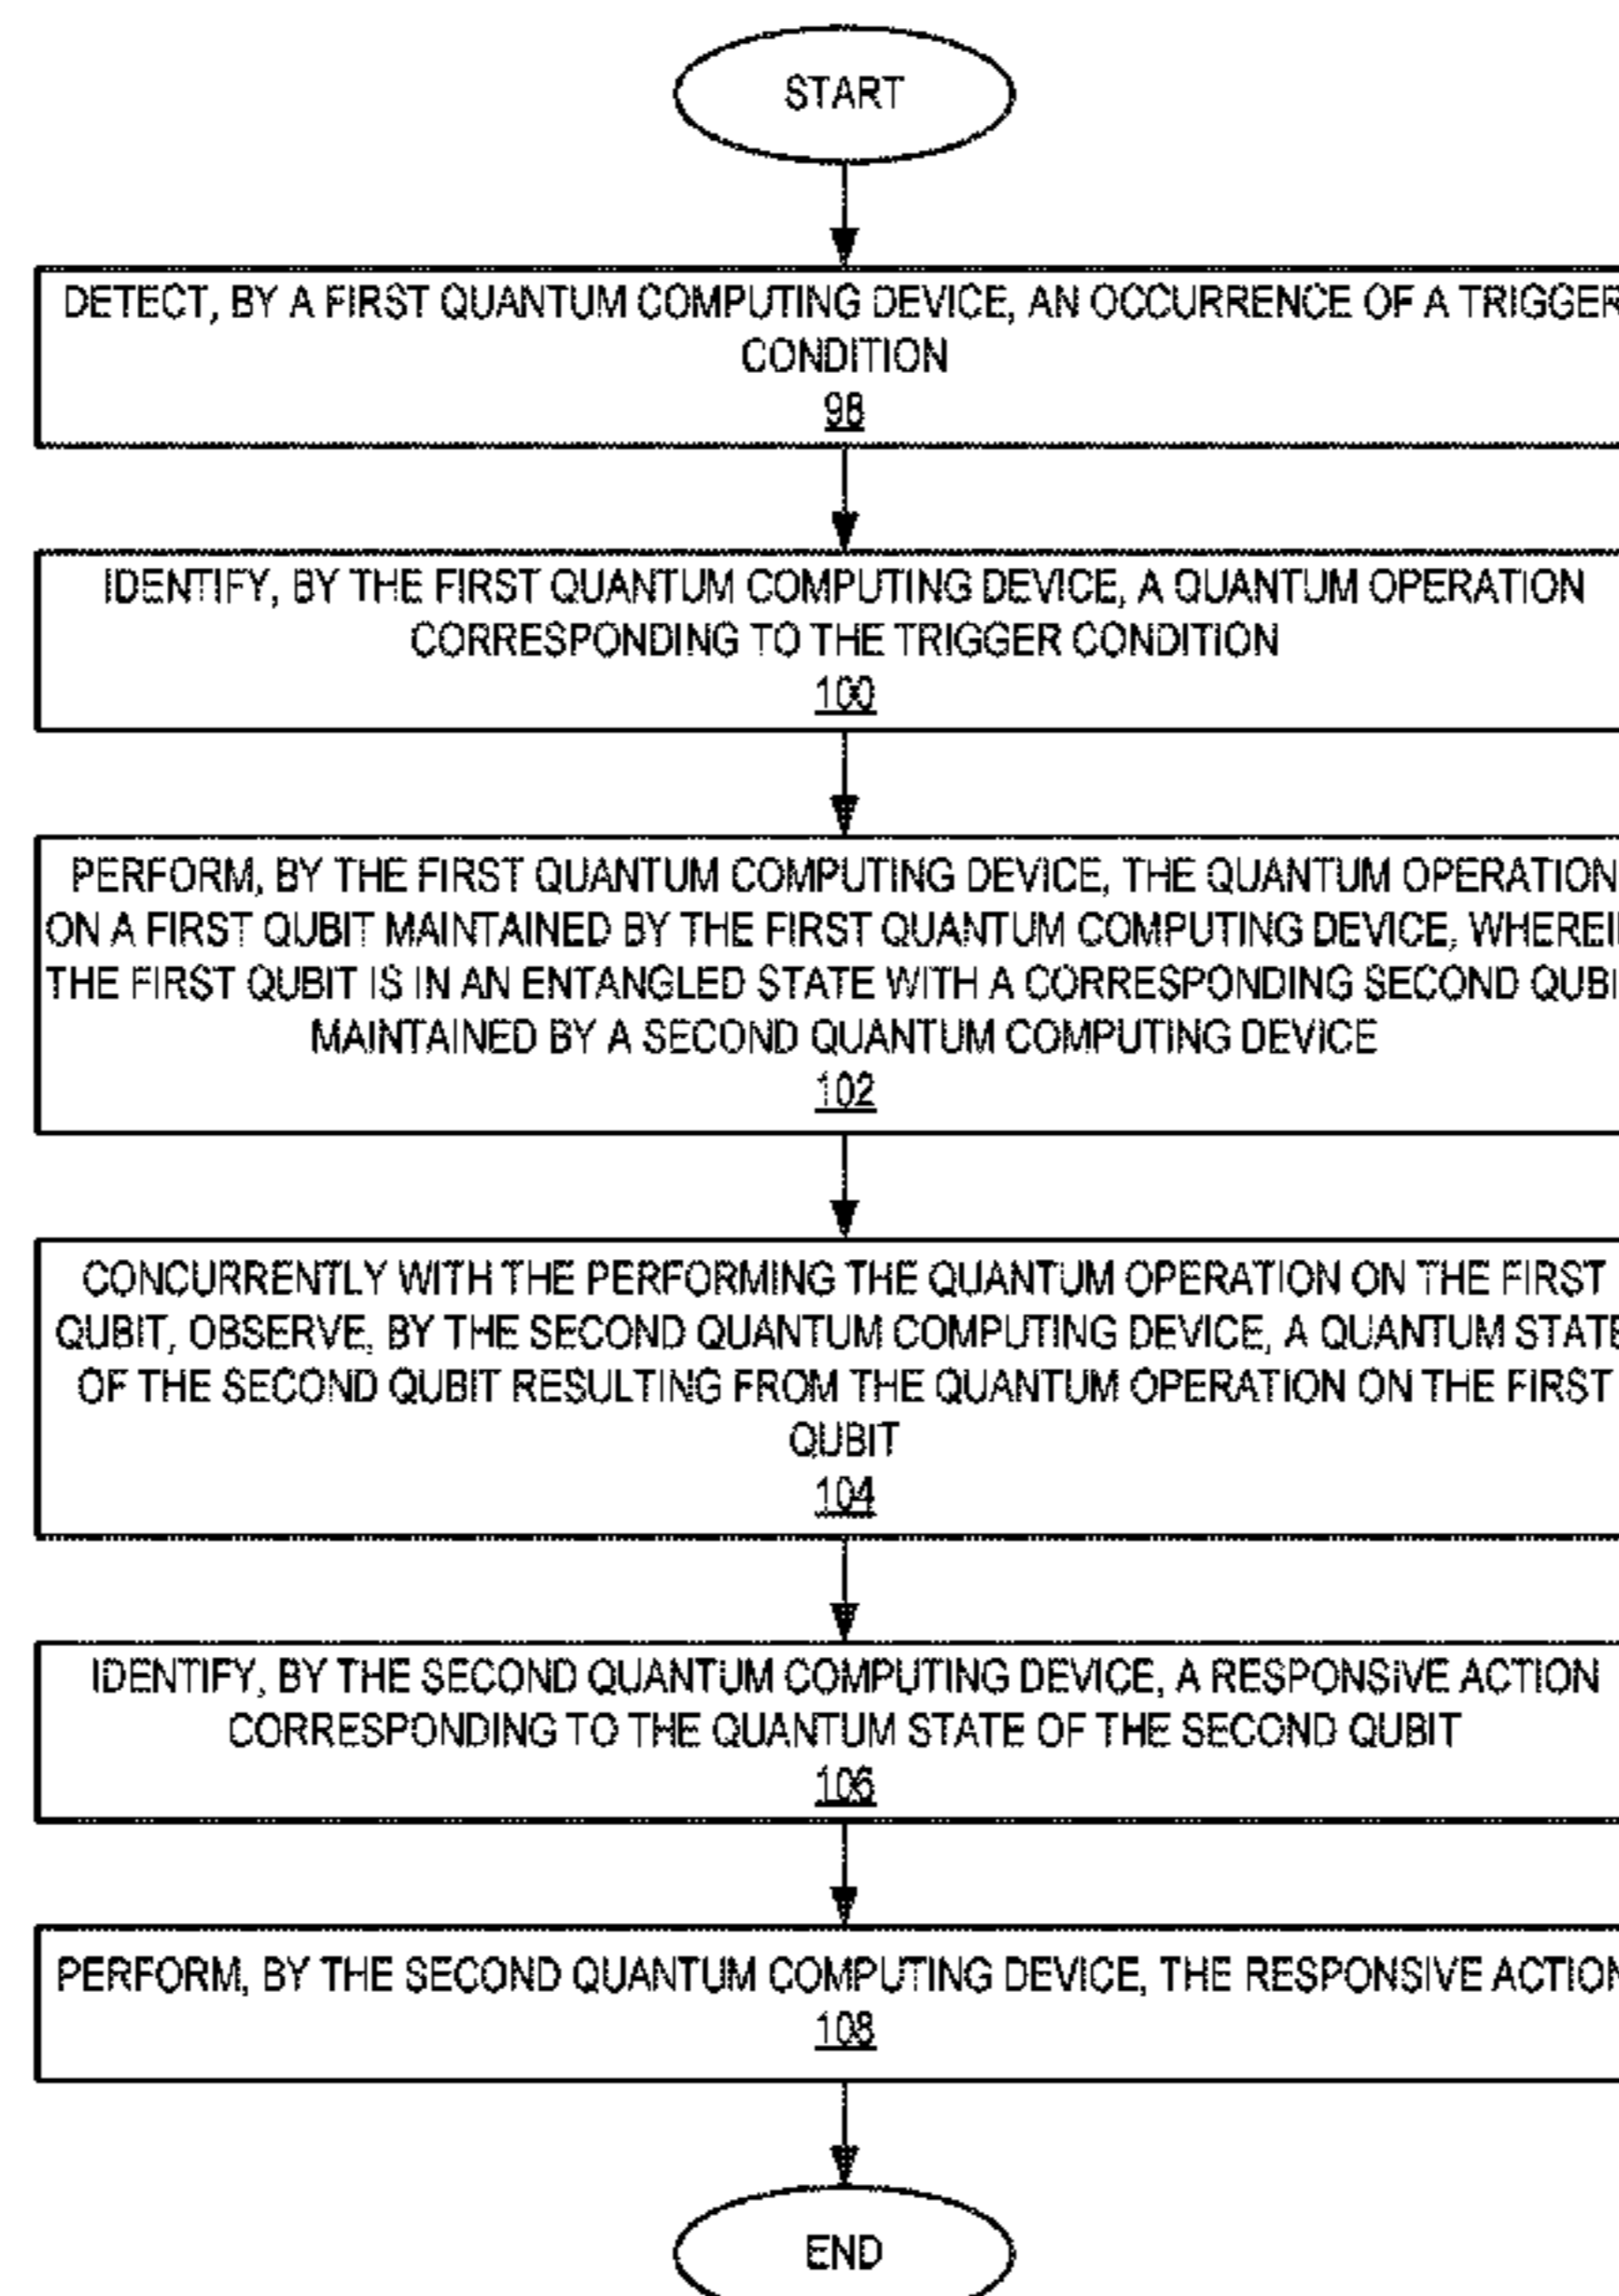 START
DETECT, BY A FIRST QUANTUM COMPUTING DEVICE, AN OCCURRENCE OF A TRIGGER
CONDITION
98
IDENTIFY, BY THE FIRST QUANTUM COMPUTING DEVICE, A QUANTUM OPERATION
CORRESPONDING TO THE TRIGGER CONDITION
100
PERFORM, BY THE FIRST QUANTUM COMPUTING DEVICE, THE QUANTUM OPERATION
ON A FIRST QUBIT MAINTAINED BY THE FIRST QUANTUM COMPUTING DEVICE, WHEREIN
THE FIRST QUBIT IS IN AN ENTANGLED STATE WITH A CORRESPONDING SECOND QUBIT
MAINTAINED BY A SECOND QUANTUM COMPUTING DEVICE
102
CONCURRENTLY WITH THE PERFORMING THE QUANTUM OPERATION ON THE FIRST
QUBIT, OBSERVE, BY THE SECOND QUANTUM COMPUTING DEVICE, A QUANTUM STATE
OF THE SECOND QUBIT RESULTING FROM THE QUANTUM OPERATION ON THE FIRST
QUBIT
104
IDENTIFY, BY THE SECOND QUANTUM COMPUTING DEVICE, A RESPONSIVE ACTION
CORRESPONDING TO THE QUANTUM STATE OF THE SECOND QUBIT
106
PERFORM, BY THE SECOND QUANTUM COMPUTING DEVICE, THE RESPONSIVE ACTION
108
END